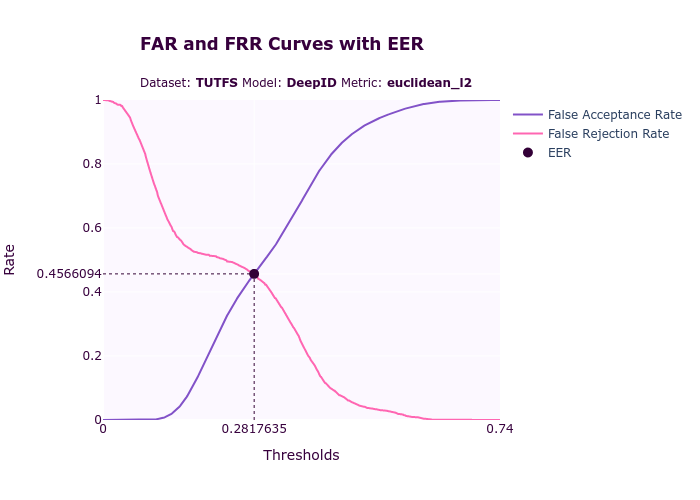 FAR and FRR Curves with EER
Dataset: TUTFS Model: DeepID Metric: euclidean_l2
False Acceptance Rate
False Rejection Rate
EER
Rate
1
0.8
0.6
0.4566094
0.4
0.2
0
0
0.2817635
0.74
Thresholds